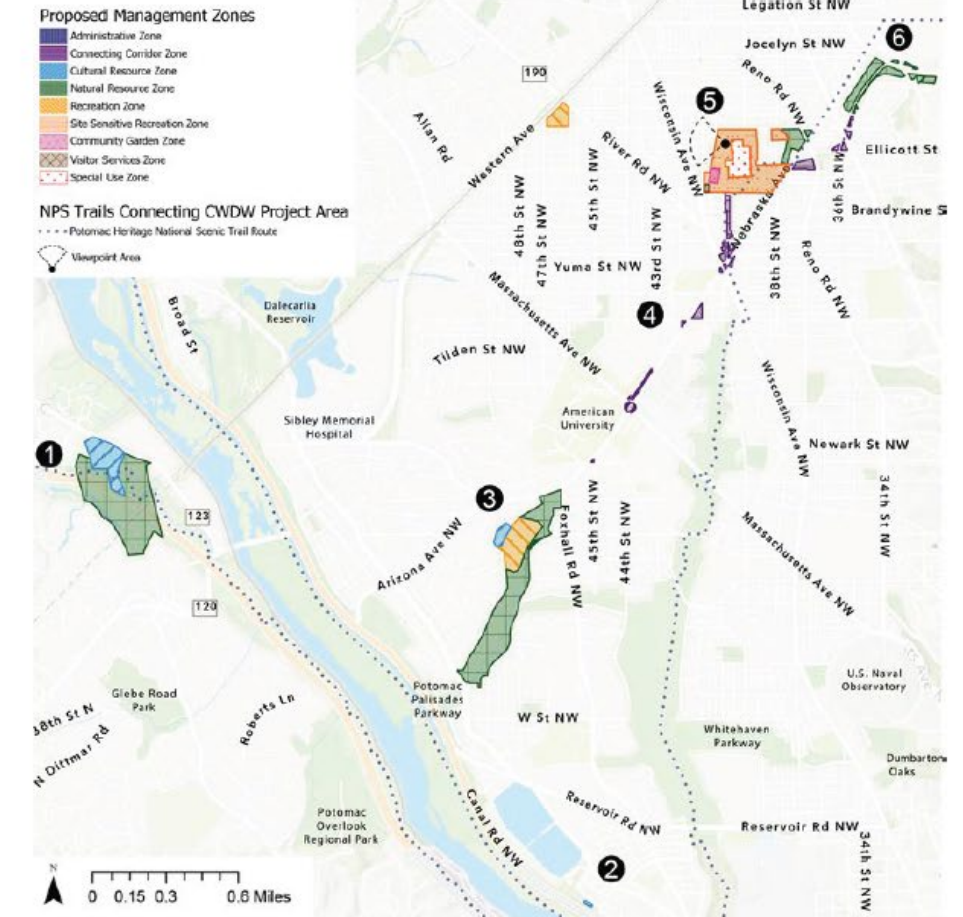 Proposed Management Zones
Administrative Zone
Connecting Corridor Zone
Cultural Resource Zone
Natural Resource Zone
Recreation Zone
Site Sensitive Recreation Zone
Community Garden Zone
Visitor Services Zone
Special Use Zone
NPS Trails Connecting CWDW Project Area
Potomac Heritage National Scenic Trail Route
Viewpoint Area
Legation St NW
Jocelyn St NW
6
190
Reno Rd NW
5
Wisconsin Ave NW
Western Ave
River Rd NW
Ellicott St
48th St NW
47th St NW
45th St NW
43rd St NW
Nebraska Ave
38th St NW
36th St NW
Brandywine S
Reno Rd NW
Yuma St NW
Massachusetts Ave NW
4
Broad St
Dalecarlia
Reservoir
Tilden St NW
Sibley Memorial
Hospital
American
University
Wisconsin Ave NW
Newark St NW
34th St NW
1
123
120
3
Arizona Ave NW
Foxhall Rd NW
45th St NW
44th St NW
Massachusetts Ave NW
Glebe Road
Park
38th St N
N Dittmar Rd
Roberts Ln
Potomac
Palisades
Parkway
W St NW
U.S. Naval
Observatory
Whitehaven
Parkway
Dumbarton
Oaks
Potomac
Overlook
Regional Park
Canal Rd NW
Reservoir Rd NW
Reservoir Rd NW
34th St NW
2
N
0 0.15 0.3 0.6 Miles